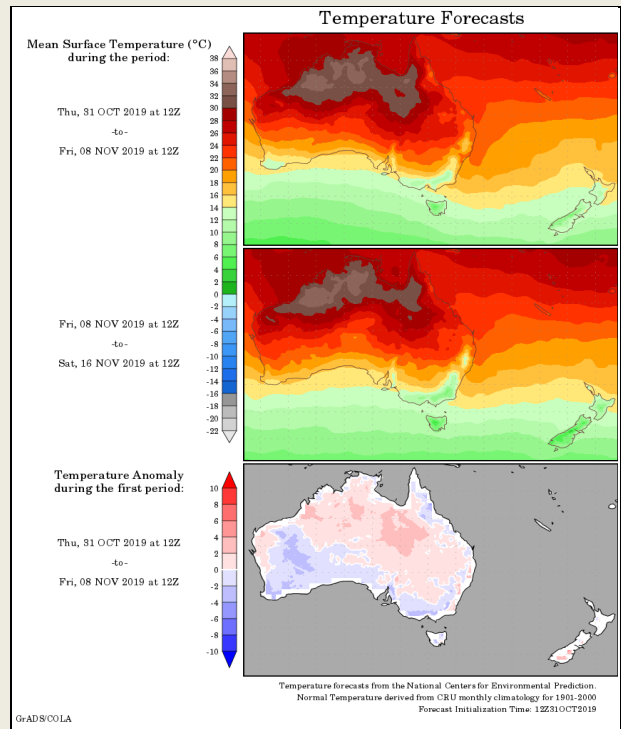 Temperature Forecasts
Mean Surface Temperature (°C)
during the period:
Thu, 31 OCT 2019 at 12Z
-to-
Fri, 08 NOV 2019 at 12Z
38
36
34
32
30
28
26
24
22
20
18
16
14
12
10
8
6
4
2
0
-2
-4
-6
-8
-10
-12
-14
-16
-18
-20
-22
Fri, 08 NOV 2019 at 12Z
-to-
Sat, 16 NOV 2019 at 12Z
Temperature Anomaly
during the first period:
Thu, 31 OCT 2019 at 12Z
-to-
Fri, 08 NOV 2019 at 12Z
10
8
6
4
2
0
-2
-4
-6
-8
-10
Temperature forecasts from the National Centers for Environmental Prediction.
Normal Temperature derived from CRU monthly climatology for 1901-2000
Forecast Initialization Time: 12Z31OCT2019
GrADS/COLA